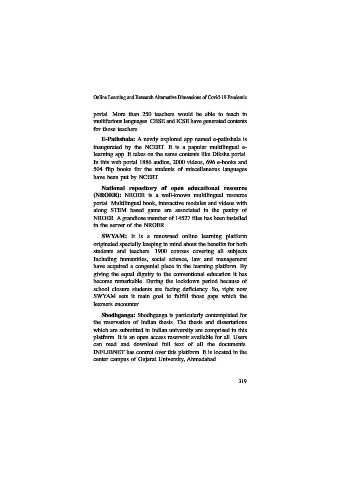 Online Learning and Research Alternative Dimensions of Covid-19 Pandemic
portal. More than 250 teachers would be able to teach in
multifarious languages. CBSE and ICSE have generated contents
for those teachers.
E-Pathshala: A newly explored app named e-pathshala is
inaugurated by the NCERT. It is a popular multilingual e-
learning app. It takes on the same contents like Diksha portal.
In this web portal 1886 audios, 2000 videos, 696 e-books and
504 flip books for the students of miscellaneous languages
have been put by NCERT.
National repository of open educational resource
(NROER): NROER is a well-known multilingual resource
portal. Multilingual book, interactive modules and videos with
along STEM based game are associated in the pantry of
NROER. A grandiose number of 14527 files has been installed
in the server of the NROER.
SWYAM: It is a renowned online learning platform
originated specially keeping in mind about the benefits for both
students and teachers. 1900 courses covering all subjects
Including humanities, social science, law and management
have acquired a congenial place in the learning platform. By
giving the equal dignity to the conventional education it has
become remarkable. During the lockdown period because of
school closure students are facing deficiency. So, right now
SWYAM sets it main goal to fulfill those gaps which the
learners encounter.
Shodhganga: Shodhganga is particularly contemplated for
the reservation of Indian thesis. The thesis and dissertations
which are submitted in Indian university are comprised in this
platform. It is an open access reservoir available for all. Users
can read and download full text of all the documents.
INFLIBNET has control over this platform. It is located in the
center campus of Gujarat University, Ahmadabad.
319